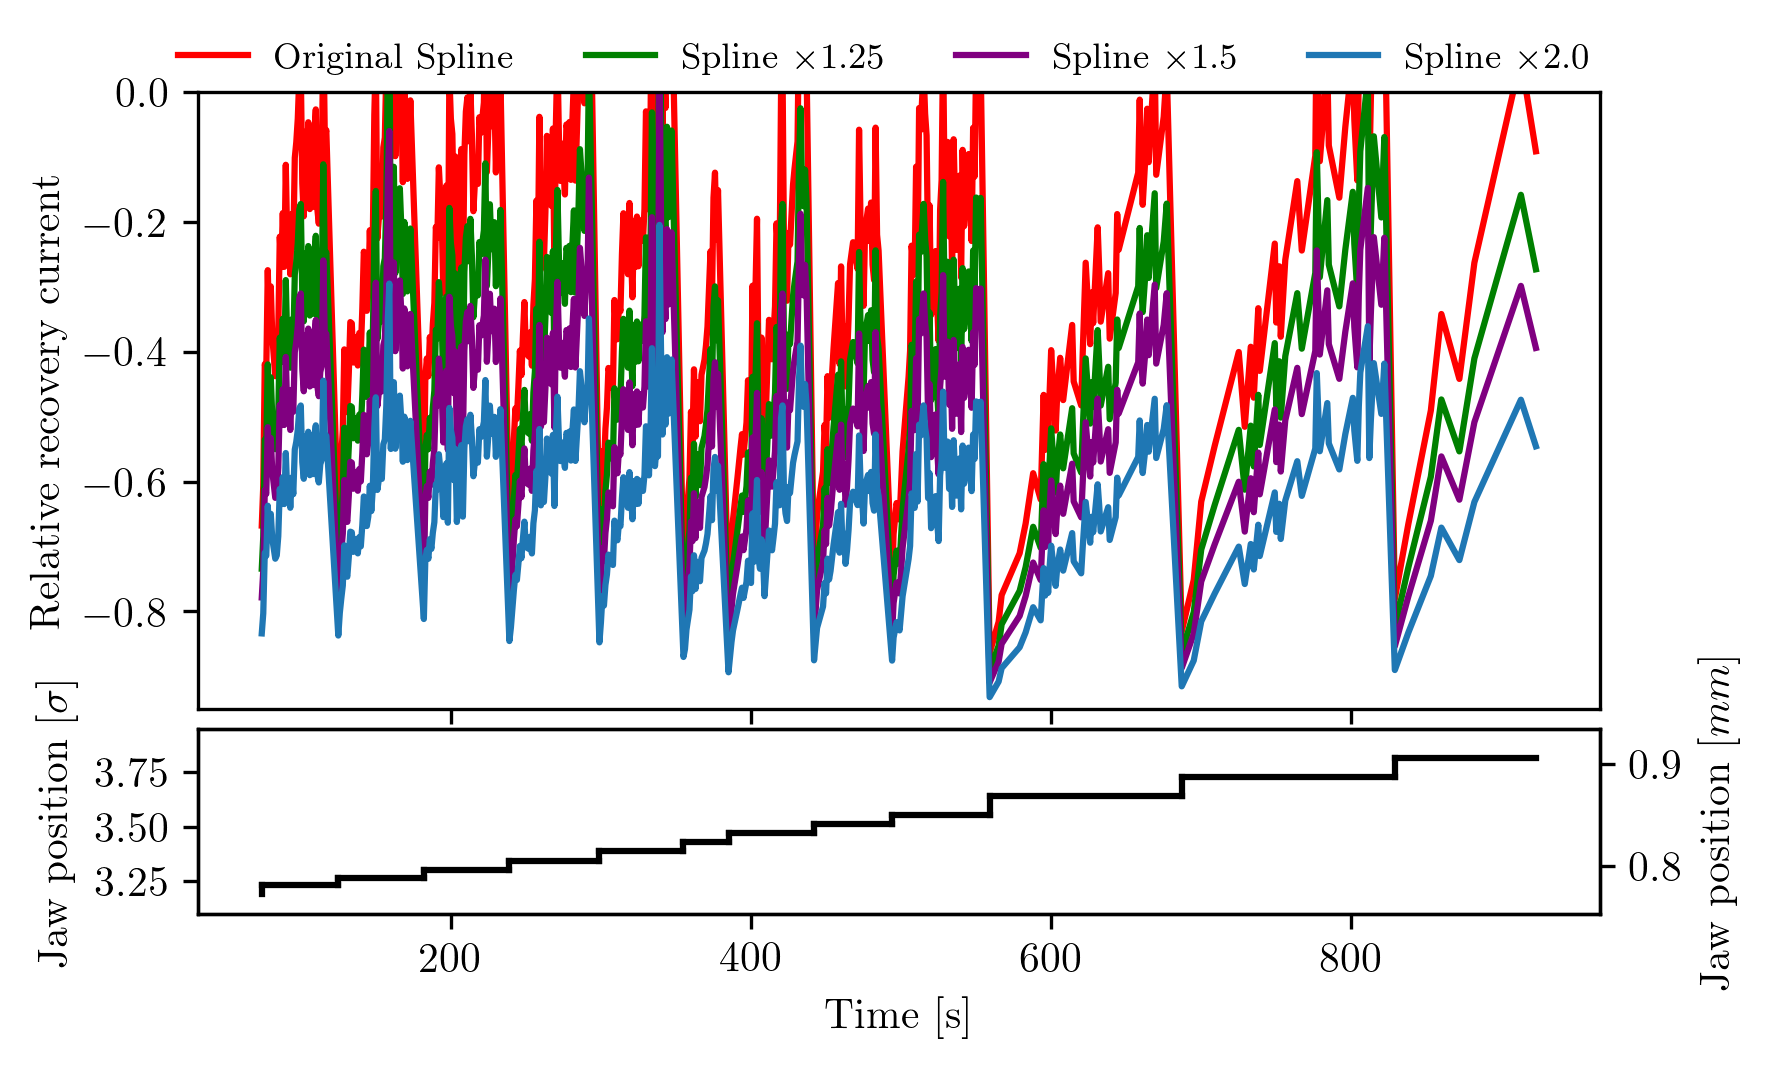 Original Spline
Spline ×1.25
Spline ×1.5
Spline ×2.0
Relative recovery current
0.0
−0.2
−0.4
−0.6
−0.8
Jaw position [σ]
3.75
3.50
3.25
0.9
0.8
Jaw position [mm]
200
400
600
800
Time [s]